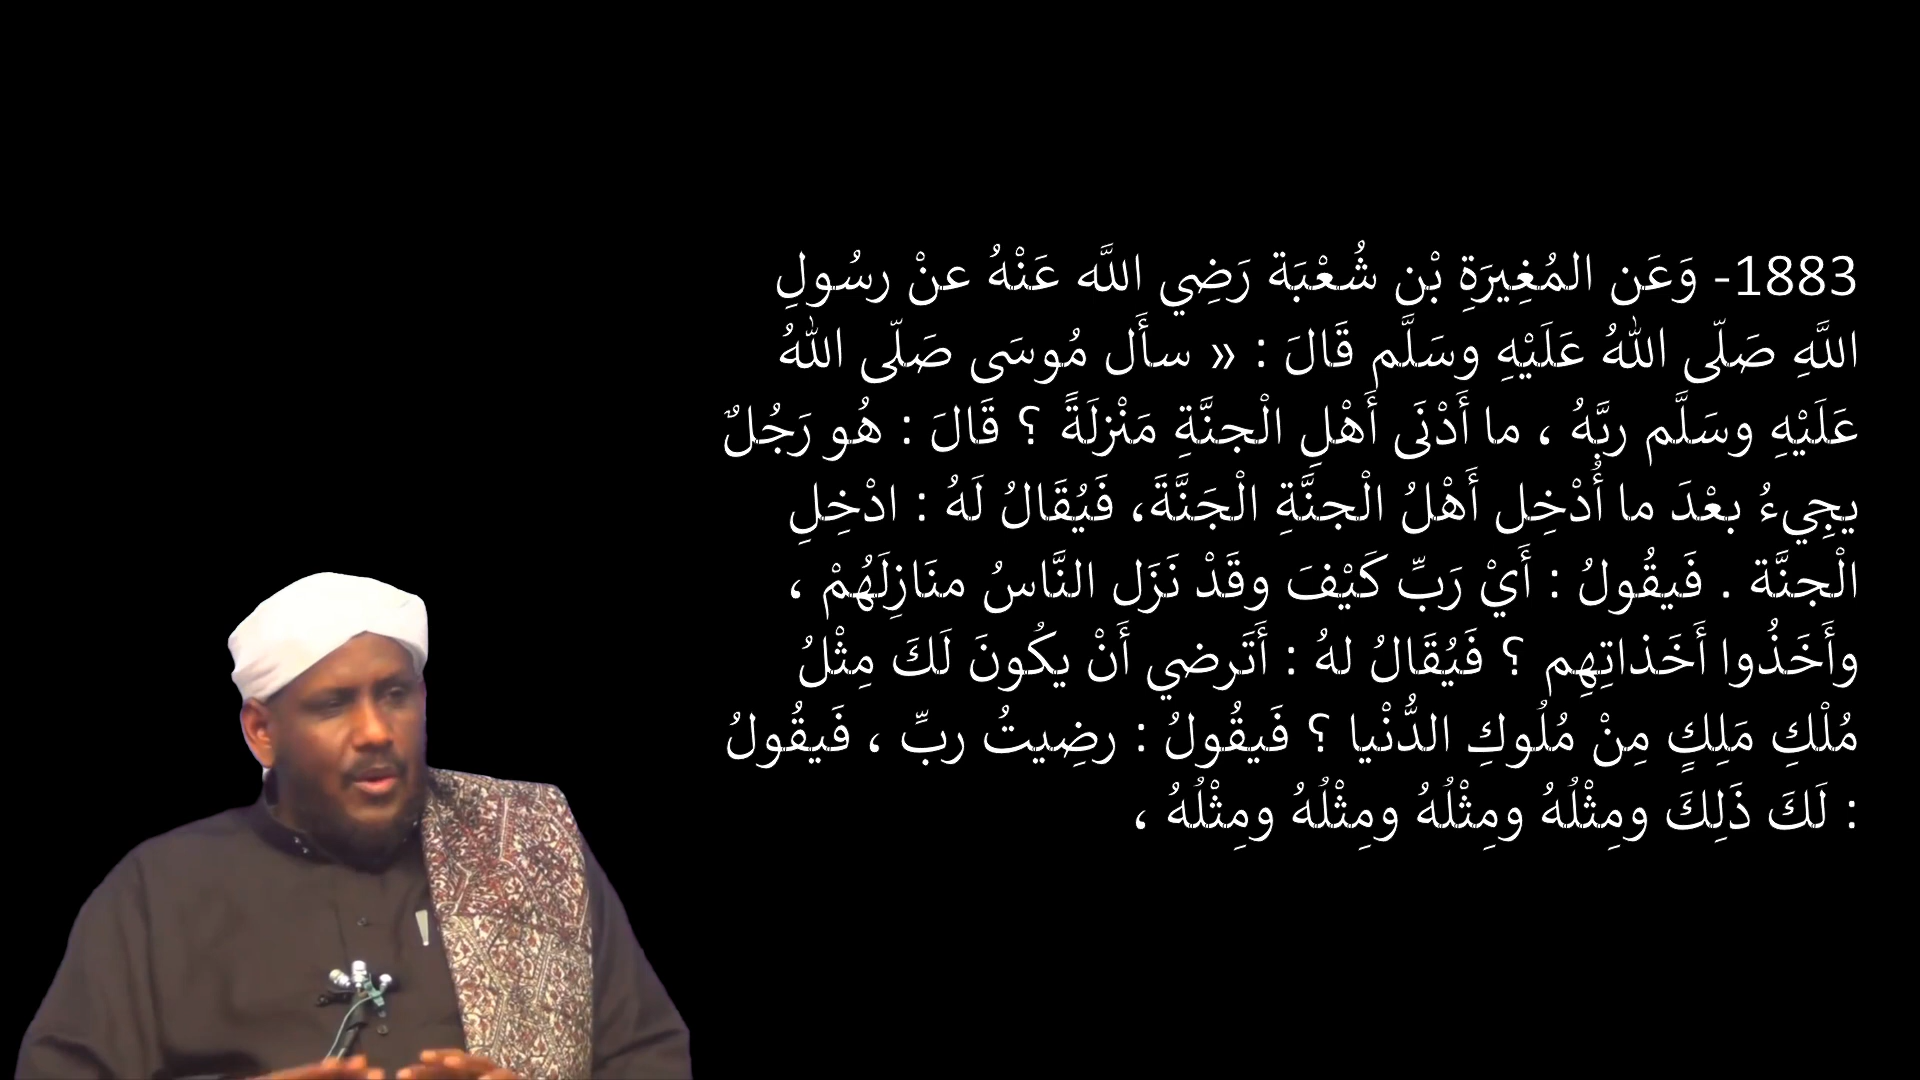 1883- وَعَن المُغِيرَةِ بْن شُعْبَة رَضِي اللَّه عَنْهُ عنْ رسُولِ
اللَّهِ صَلّى اللهُ عَلَيْهِ وسَلَّم قَالَ : « سأَل مُوسَى صَلّى اللهُ
عَلَيْهِ وسَلَّم ربَّهُ ، ما أَدْنَى أَهْلِ الْجنَّةِ مَنْزلَةً ؟ قَالَ : هُو رَجُلٌ
يجِيءُ بعْدَ ما أُدْخِل أَهْلُ الْجنَّةِ الْجَنَّةَ، فَيُقَالُ لَهُ : ادْخِلِ
الْجنَّة . فَيقُولُ : أَيْ رَبِّ كَيْفَ وقَدْ نَزَل النَّاسُ منَازِلَهُمْ ،
وأَخَذُوا أَخَذاتِهِم ؟ فَيُقَالُ لهُ : أَتَرضي أَنْ يكُونَ لَكَ مِثْلُ
مُلْكِ مَلِكٍ مِنْ مُلُوكِ الدُّنْيا ؟ فَيقُولُ : رضِيتُ ربِّ ، فَيقُولُ
: لَكَ ذَلِكَ ومِثْلُهُ ومِثْلُهُ ومِثْلُهُ ومِثْلُهُ ،